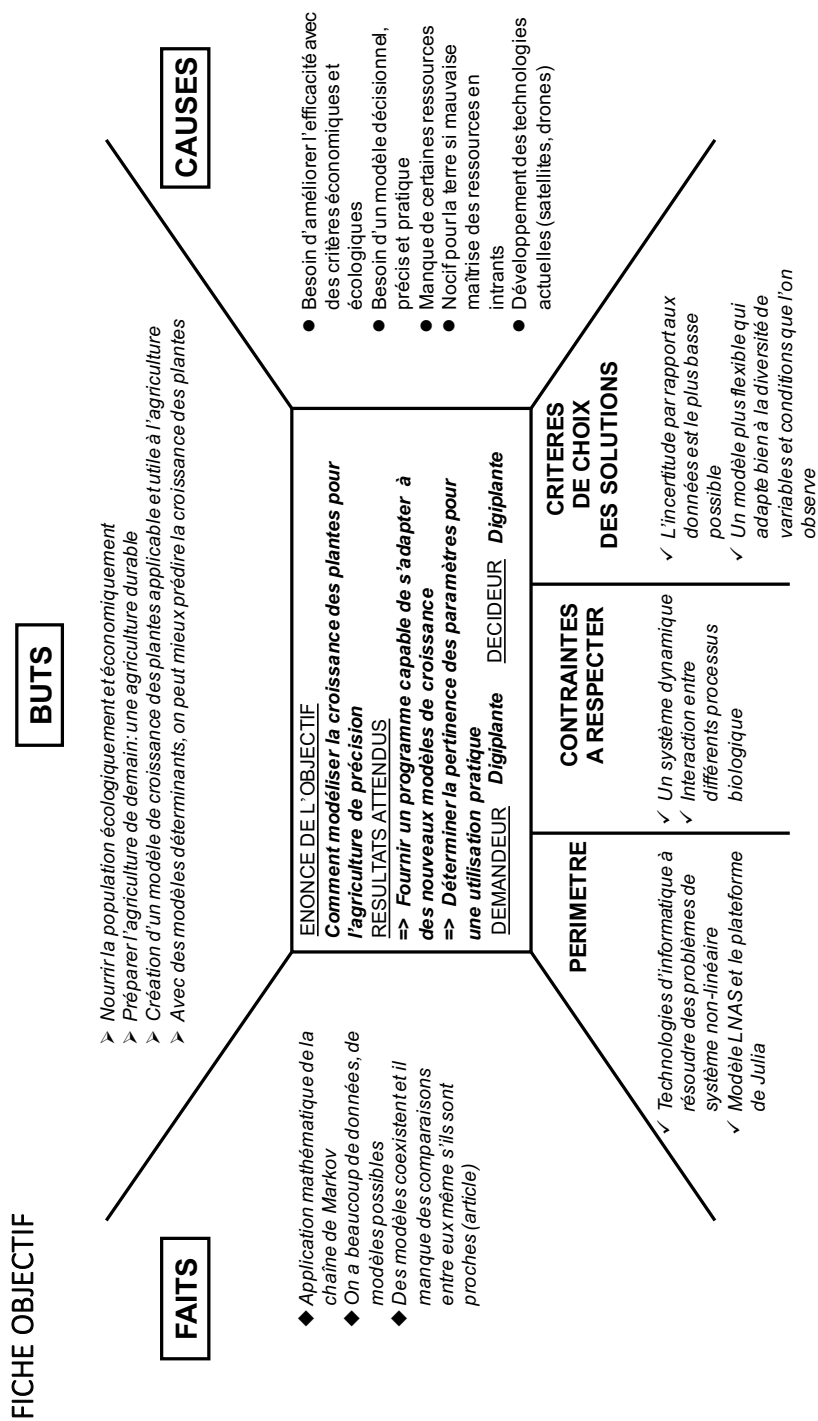 FICHE OBJECTIF
BUTS
➢ Nourrir la population écologiquement et économiquement
➢ Préparer l'agriculture de demain: une agriculture durable
➢ Création d'un modèle de croissance des plantes applicable et utile à l'agriculture
➢ Avec des modèles déterminants, on peut mieux prédire la croissance des plantes
FAITS
◆ Application mathématique de la
chaîne de Markov
◆ On a beaucoup de données, de
modèles possibles
◆ Des modèles coexistent et il
manque des comparaisons
entre eux même s'ils sont
proches (article)
ENONCE DE L'OBJECTIF
Comment modéliser la croissance des plantes pour
l'agriculture de précision
RESULTATS ATTENDUS
=> Fournir un programme capable de s'adapter à
des nouveaux modèles de croissance
=> Déterminer la pertinence des paramètres pour
une utilisation pratique
DEMANDEUR Digiplante DECIDEUR Digiplante
CAUSES
● Besoin d'améliorer l'efficacité avec
des critères économiques et
écologiques
● Besoin d'un modèle décisionnel,
précis et pratique
● Manque de certaines ressources
● Nocif pour la terre si mauvaise
maîtrise des ressources en
intrants
● Développement des technologies
actuelles (satellites, drones)
PERIMETRE
✓ Technologies d'informatique à
résoudre des problèmes de
système non-linéaire
✓ Modèle LNAS et le plateforme
de Julia
CONTRAINTES
A RESPECTER
✓ Un système dynamique
✓ Interaction entre
différents processus
biologique
CRITERES
DE CHOIX
DES SOLUTIONS
✓ L'incertitude par rapport aux
données est le plus basse
possible
✓ Un modèle plus flexible qui
adapte bien à la diversité de
variables et conditions que l'on
observe